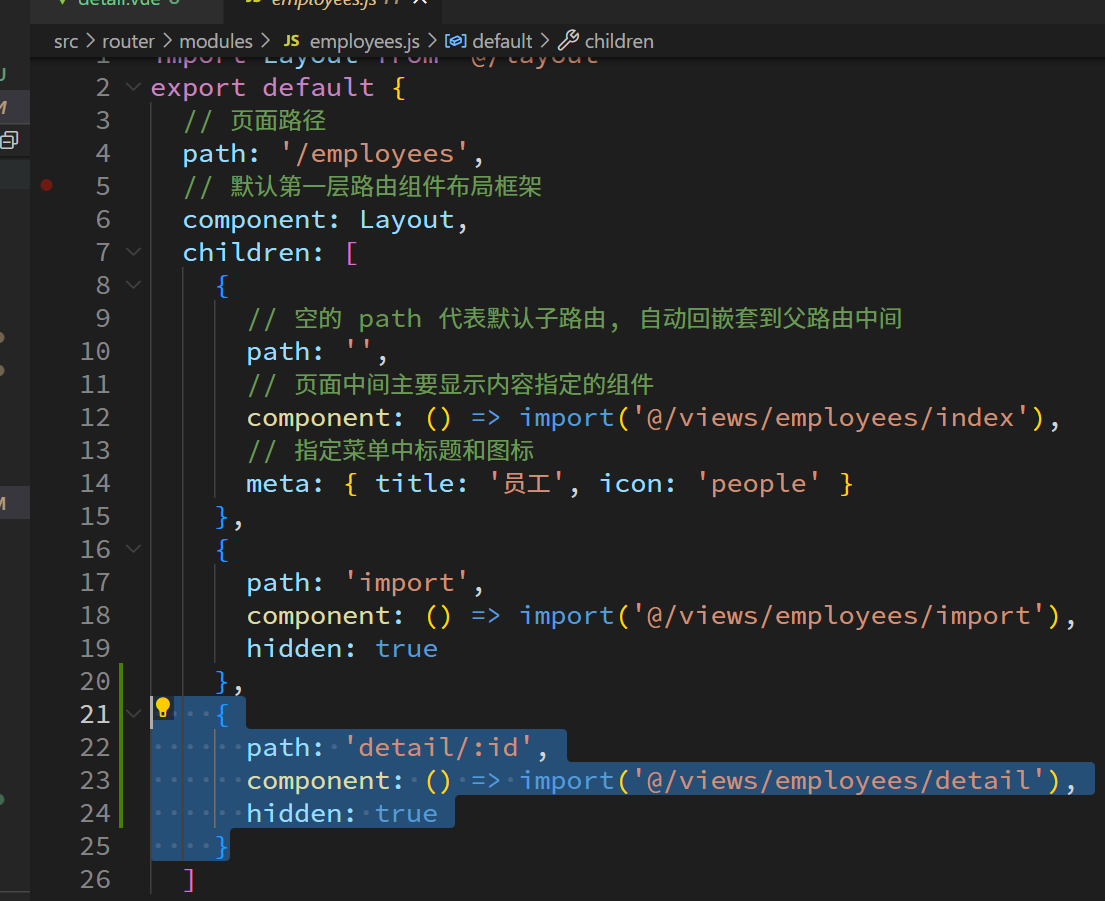 detail.vue U
JS employees.js M ×
src > router > modules > JS employees.js > default > children
U
M
M
1 import Layout from '@/layout'
2 export default {
3 // 页面路径
4 path: '/employees',
5 // 默认第一层路由组件布局框架
6 component: Layout,
7 children: [
8 {
9 // 空的 path 代表默认子路由, 自动回嵌套到父路由中间
10 path: '',
11 // 页面中间主要显示内容指定的组件
12 component: () => import('@/views/employees/index'),
13 // 指定菜单中标题和图标
14 meta: { title: '员工', icon: 'people' }
15 },
16 {
17 path: 'import',
18 component: () => import('@/views/employees/import'),
19 hidden: true
20 },
21 {
22 path: 'detail/:id',
23 component: () => import('@/views/employees/detail'),
24 hidden: true
25 }
26 ]